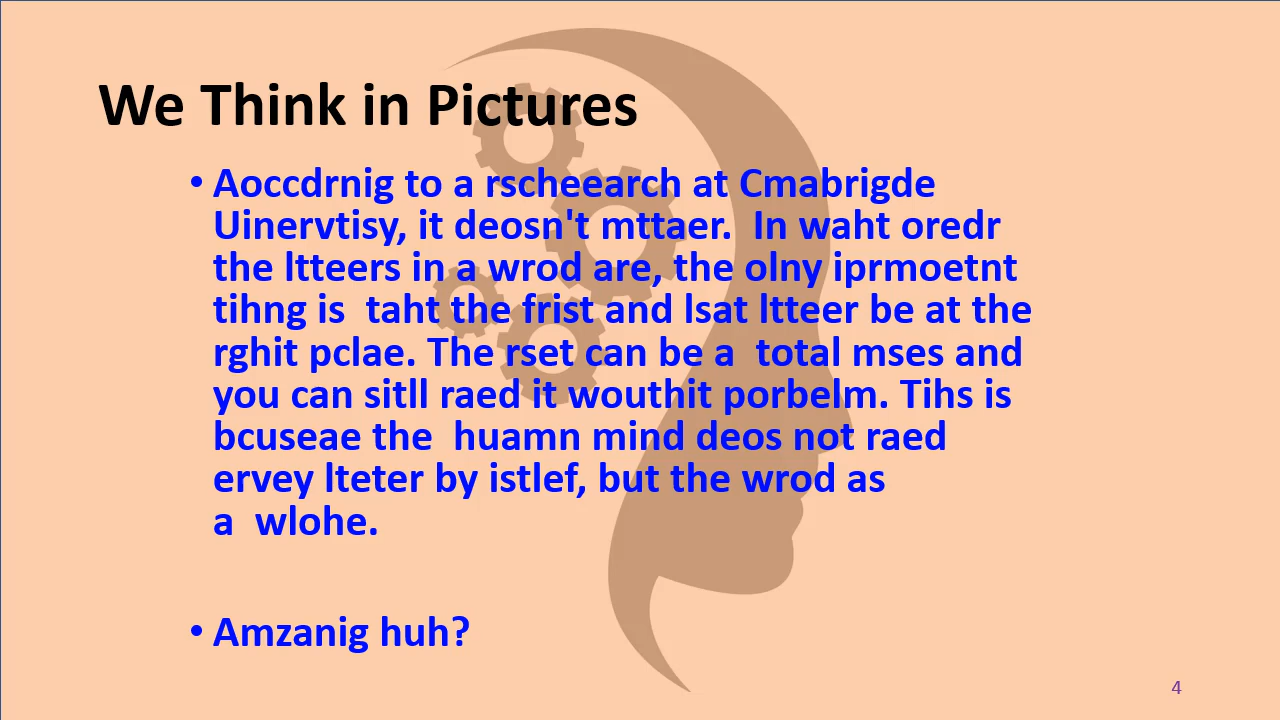 We Think in Pictures
• Aoccdrnig to a rscheearch at Cmabrigde
Uinervtisy, it deosn't mttaer.  In waht oredr
the ltteers in a wrod are, the olny iprmoetnt
tihng is  taht the frist and lsat ltteer be at the
rghit pclae. The rset can be a  total mses and
you can sitll raed it wouthit porbelm. Tihs is
bcuseae the  huamn mind deos not raed
ervey lteter by istlef, but the wrod as
a  wlohe.
• Amzanig huh?
4